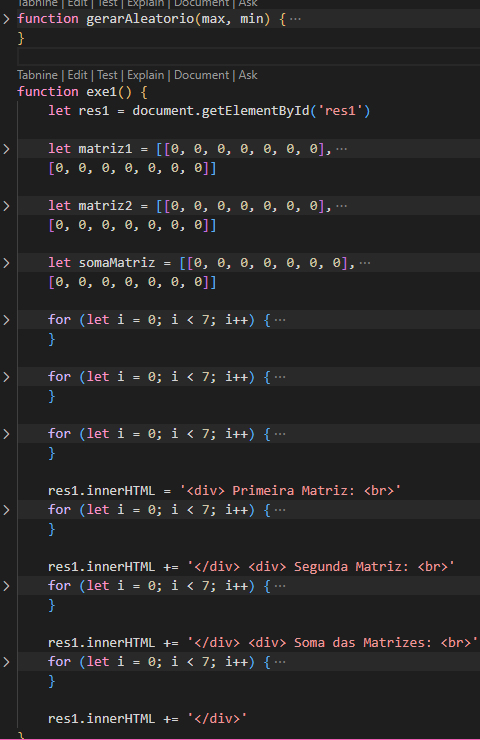 Tabnine | Edit | Test | Explain | Document | Ask
function gerarAleatorio(max, min) {···
}
Tabnine | Edit | Test | Explain | Document | Ask
function exe1() {
let res1 = document.getElementById('res1')
let matriz1 = [[0, 0, 0, 0, 0, 0, 0],···
[0, 0, 0, 0, 0, 0, 0]]
let matriz2 = [[0, 0, 0, 0, 0, 0, 0],···
[0, 0, 0, 0, 0, 0, 0]]
let somaMatriz = [[0, 0, 0, 0, 0, 0, 0],···
[0, 0, 0, 0, 0, 0, 0]]
for (let i = 0; i < 7; i++) {···
}
for (let i = 0; i < 7; i++) {···
}
for (let i = 0; i < 7; i++) {···
}
res1.innerHTML = '<div> Primeira Matriz: <br>'
for (let i = 0; i < 7; i++) {···
}
res1.innerHTML += '</div> <div> Segunda Matriz: <br>'
for (let i = 0; i < 7; i++) {···
}
res1.innerHTML += '</div> <div> Soma das Matrizes: <br>'
for (let i = 0; i < 7; i++) {···
}
res1.innerHTML += '</div>'
}